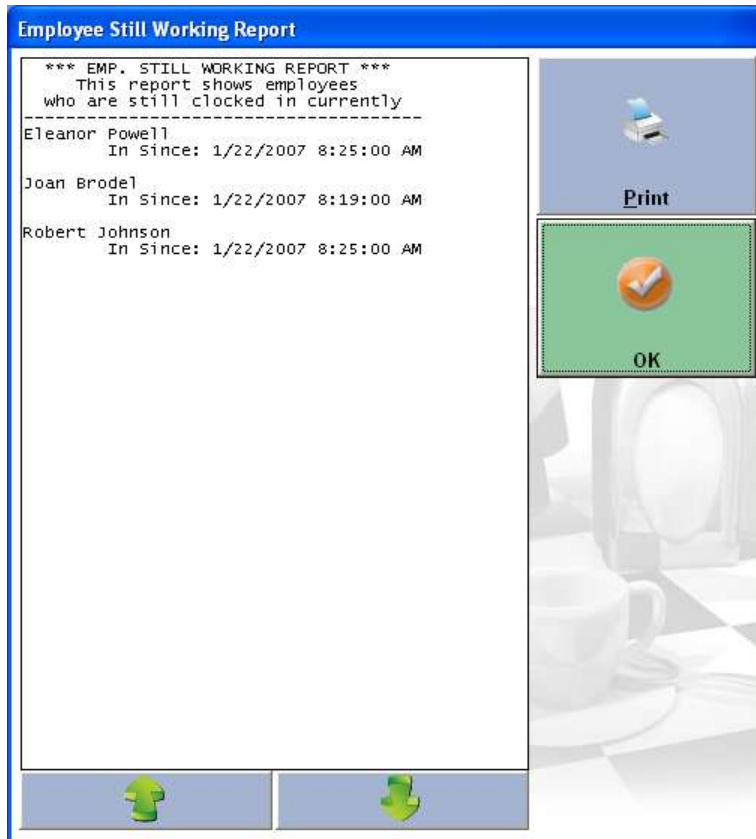 Employee Still Working Report
*** EMP. STILL WORKING REPORT ***
This report shows employees
who are still clocked in currently
----------------------------------------
Eleanor Powell
In Since: 1/22/2007 8:25:00 AM
Joan Brodel
In Since: 1/22/2007 8:19:00 AM
Robert Johnson
In Since: 1/22/2007 8:25:00 AM
Print
OK